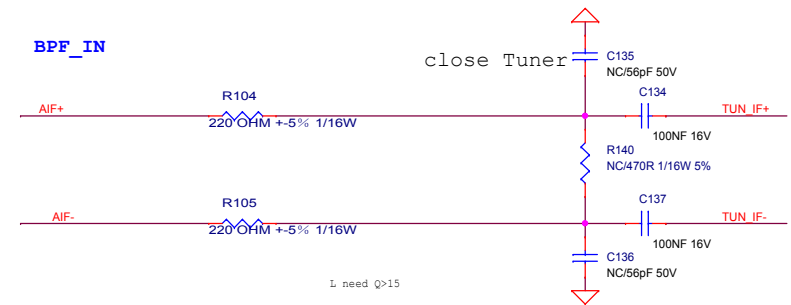 BPF_IN
close Tuner
C135
NC/56pF 50V
C134
R104
AIF+
TUN_IF+
220 OHM +-5% 1/16W
100NF 16V
R140
NC/470R 1/16W 5%
R105
C137
AIF-
TUN_IF-
220 OHM +-5% 1/16W
100NF 16V
C136
NC/56pF 50V
L need Q>15